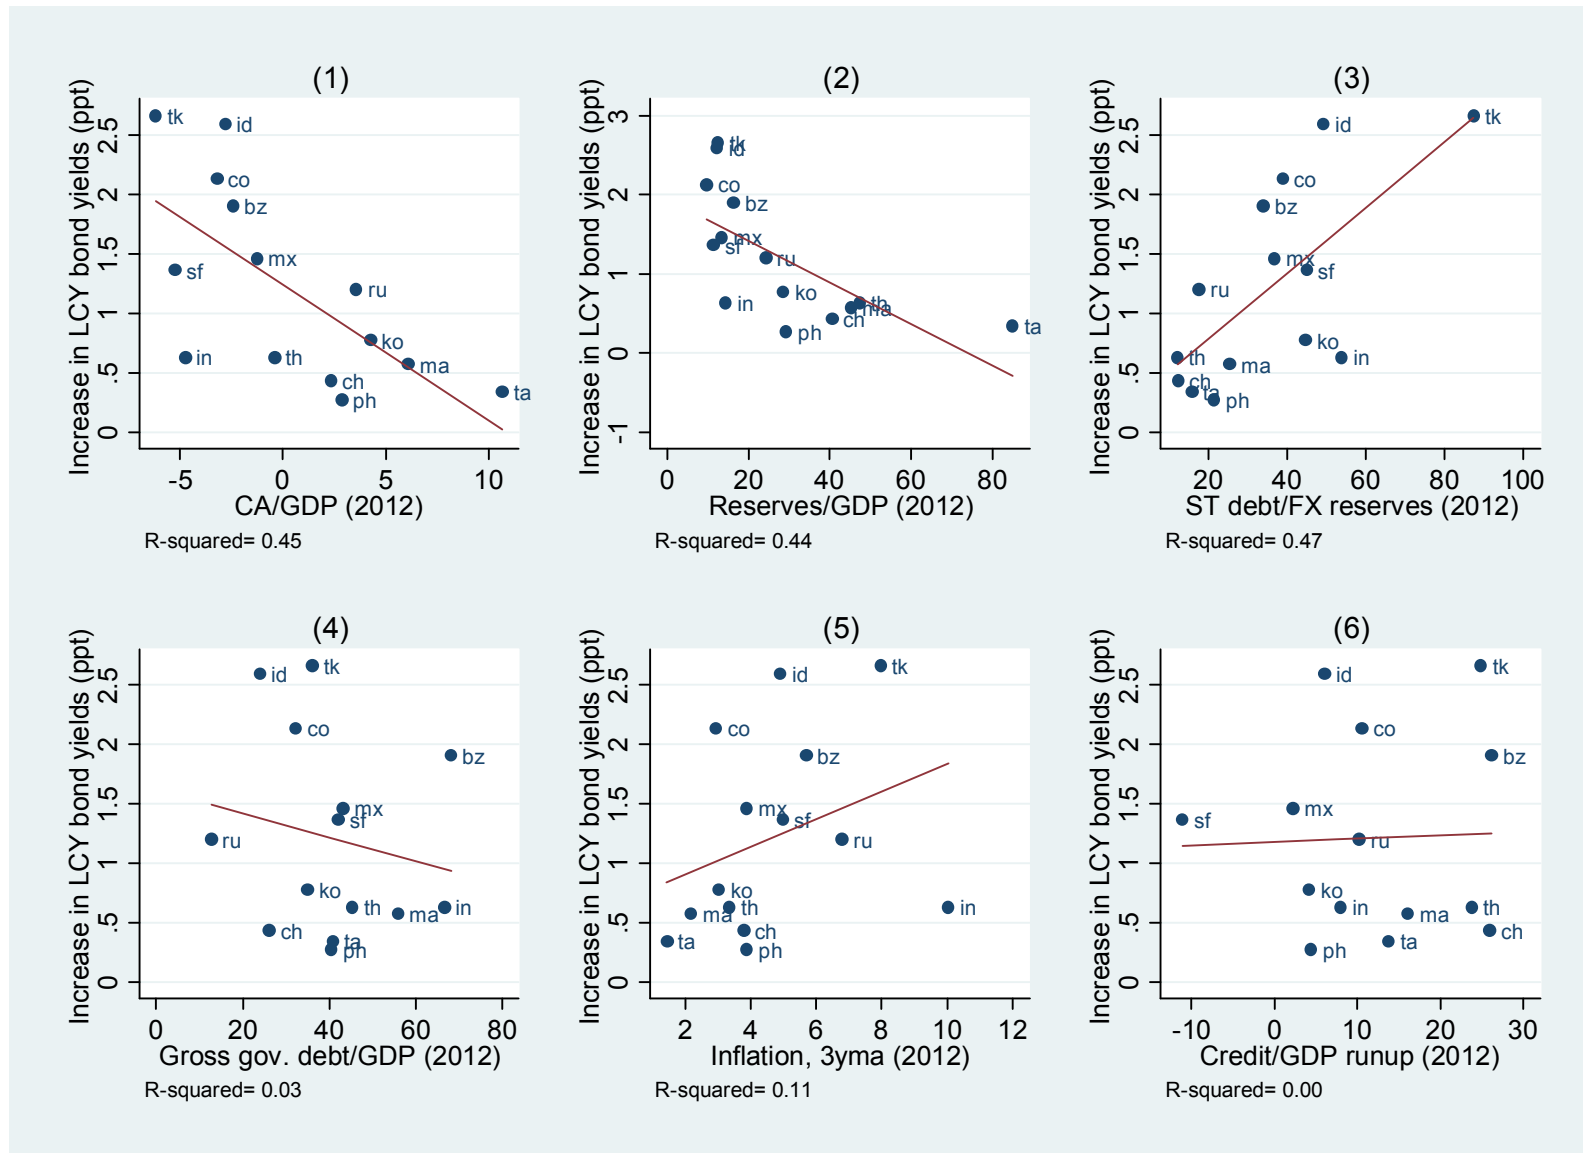 (1)
Increase in LCY bond yields (ppt)
2.5
2
1.5
1
.5
0
tk
id
co
bz
mx
sf
ru
ko
in
th
ma
ch
ph
ta
-5 0 5 10
CA/GDP (2012)
R-squared= 0.45
(2)
Increase in LCY bond yields (ppt)
3
2
1
0
-1
tk
id
co
bz
mx
sf
ru
ko
in
th
ma
ch
ph
ta
0 20 40 60 80
Reserves/GDP (2012)
R-squared= 0.44
(3)
Increase in LCY bond yields (ppt)
2.5
2
1.5
1
.5
0
tk
id
co
bz
mx
sf
ru
ko
in
th
ma
ch
ta
ph
20 40 60 80 100
ST debt/FX reserves (2012)
R-squared= 0.47
(4)
Increase in LCY bond yields (ppt)
2.5
2
1.5
1
.5
0
tk
id
co
bz
mx
sf
ru
ko
th
ma
in
ch
ta
ph
0 20 40 60 80
Gross gov. debt/GDP (2012)
R-squared= 0.03
(5)
Increase in LCY bond yields (ppt)
2.5
2
1.5
1
.5
0
id
tk
co
bz
mx
sf
ru
ko
ma
th
in
ta
ch
ph
2 4 6 8 10 12
Inflation, 3yma (2012)
R-squared= 0.11
(6)
Increase in LCY bond yields (ppt)
2.5
2
1.5
1
.5
0
id
tk
co
bz
sf
mx
ru
ko
in
ma
th
ch
ta
ph
-10 0 10 20 30
Credit/GDP runup (2012)
R-squared= 0.00